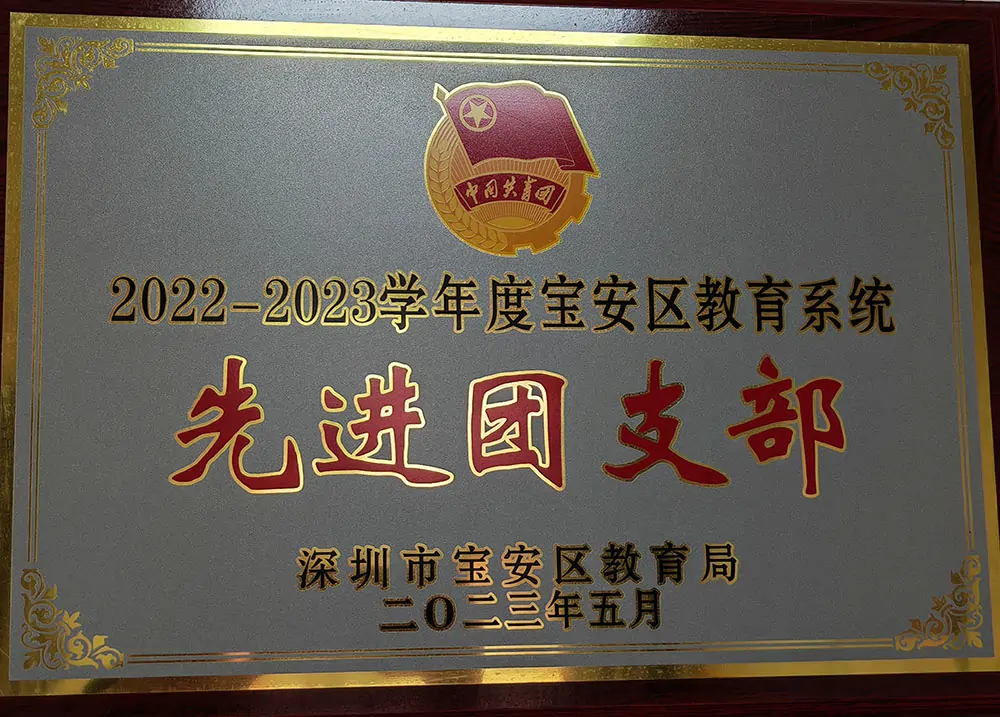 中国共青团
2022-2023学年度宝安区教育系统
先进团支部
深圳市宝安区教育局
二〇二三年五月